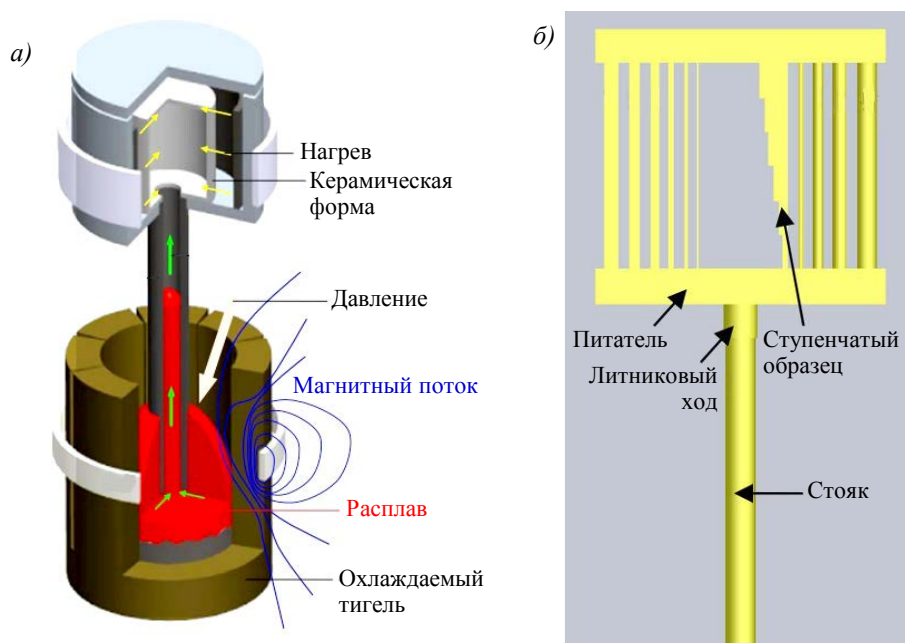 а)
Нагрев
Керамическая
форма
Давление
Магнитный поток
Расплав
Охлаждаемый
тигель
б)
Питатель
Литниковый
ход
Ступенчатый
образец
Стояк